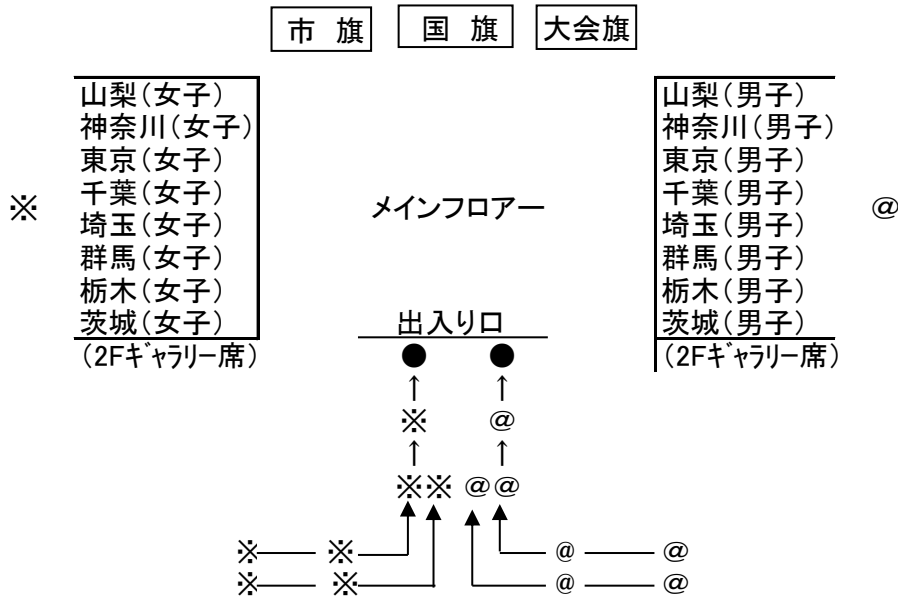 市 旗 国 旗 大会旗
山梨(女子)
神奈川(女子)
東京(女子)
千葉(女子)
埼玉(女子)
群馬(女子)
栃木(女子)
茨城(女子)
(2Fギャラリー席)
※
メインフロアー
出入り口
山梨(男子)
神奈川(男子)
東京(男子)
千葉(男子)
埼玉(男子)
群馬(男子)
栃木(男子)
茨城(男子)
(2Fギャラリー席)
@
● ●
↑ ↑
※ @
↑ ↑
※※ @@
※ ※ @ @
※ ※ @ @